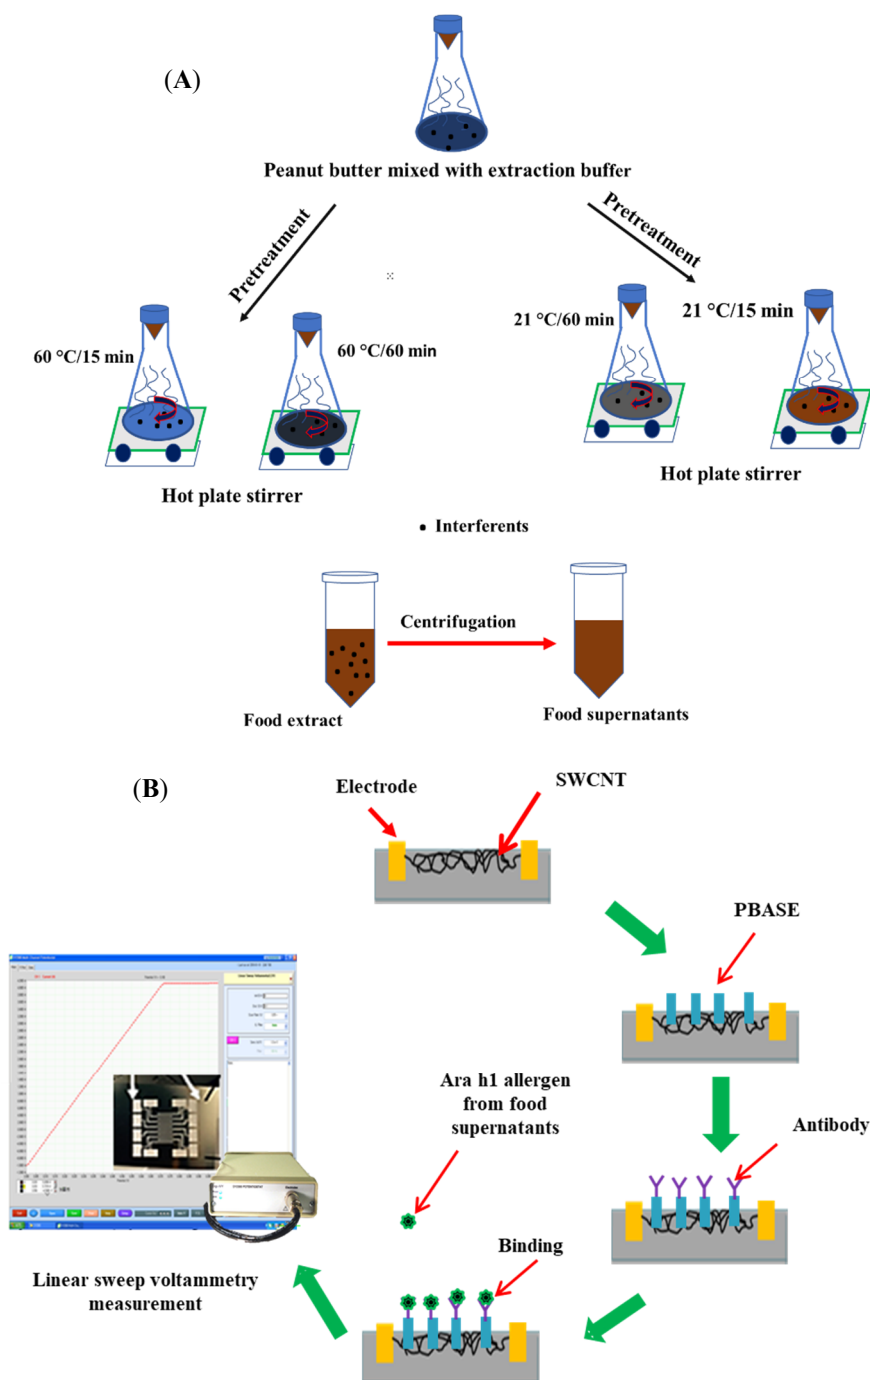 (A)
Peanut butter mixed with extraction buffer
Pretreatment
Pretreatment
60 °C/15 min
60 °C/60 min
21 °C/60 min
21 °C/15 min
Hot plate stirrer
Hot plate stirrer
• Interferents
Centrifugation
Food extract
Food supernatants
(B)
Electrode
SWCNT
PBASE
Ara h1 allergen
from food
supernatants
Antibody
Binding
Linear sweep voltammetry
measurement